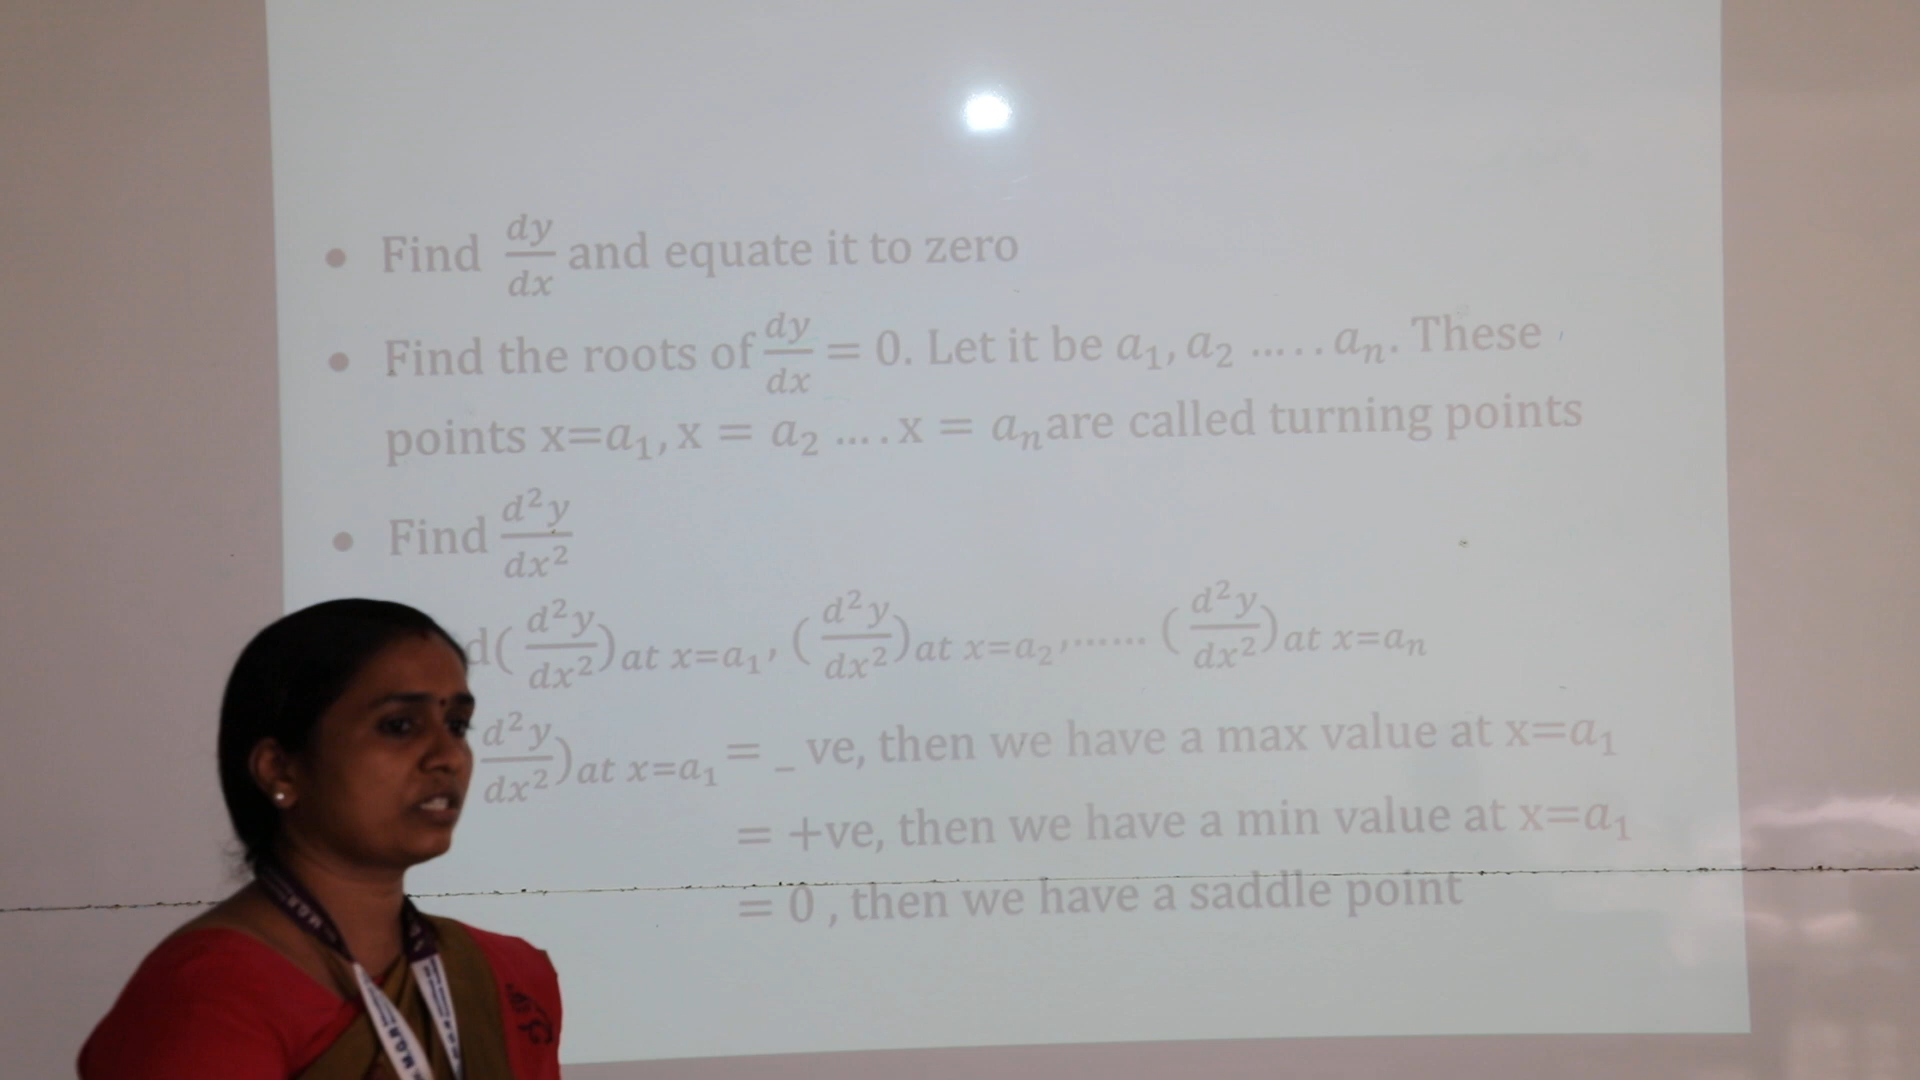 • Find dy/dx and equate it to zero
• Find the roots of dy/dx = 0. Let it be a₁, a₂ ..... aₙ. These
points x=a₁, x = a₂ .... x = aₙ are called turning points
• Find d²y/dx²
d(d²y/dx²) at x=a₁, (d²y/dx²) at x=a₂,...... (d²y/dx²) at x=aₙ
d²y/dx²) at x=a₁ = _ ve, then we have a max value at x=a₁
= +ve, then we have a min value at x=a₁
= 0 , then we have a saddle point